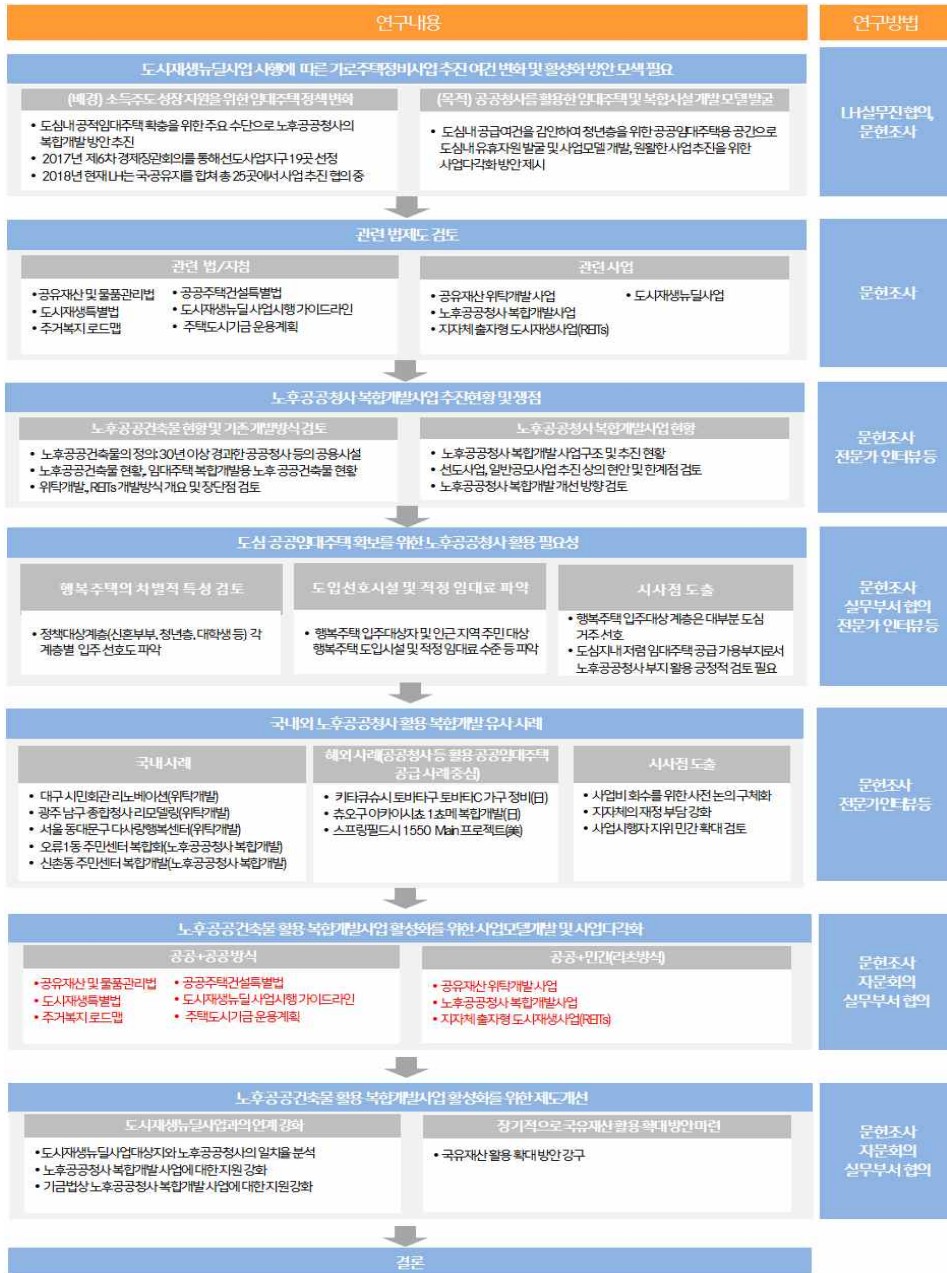 연구내용
연구방법
도시재생뉴딜사업 시행에 따른 가로주택정비사업 추진 여건 변화 및 활성화 방안 모색 필요
(배경) 소득주도 성장 지원을 위한 임대주택 정책 변화
• 도심내 공적임대주택 확충을 위한 주요 수단으로 노후공공청사의
복합개발 방안 추진
• 2017년 제6차 경제장관회의를 통해 선도사업지구 19곳 선정
• 2018년 현재 LH는 국·공유지를 합쳐 총 25곳에서 사업 추진 협의 중
(목적) 공공청사를 활용한 임대주택 및 복합시설 개발 모델 발굴
• 도심내 공급여건을 감안하여 청년층을 위한 공공임대주택용 공간으로
도심내 유휴자원 발굴 및 사업모델 개발, 원활한 사업 추진을 위한
사업다각화 방안 제시
LH실무진 협의,
문헌조사
관련 법제도 검토
관련 법/지침
• 공유재산 및 물품관리법
• 도시재생특별법
• 주거복지 로드맵
• 공공주택건설특별법
• 도시재생뉴딜 사업시행 가이드라인
• 주택도시기금 운용계획
관련 사업
• 공유재산 위탁개발 사업
• 노후공공청사 복합개발사업
• 지자체 출자형 도시재생사업(REITs)
• 도시재생뉴딜사업
문헌조사
노후공공청사 복합개발사업 추진현황 및 쟁점
노후공공건축물 현황 및 기존 개발방식 검토
• 노후공공건축물의 정의: 30년 이상 경과한 공공청사 등의 공용시설
• 노후공공건축물 현황, 임대주택 복합개발용 노후 공공건축물 현황
• 위탁개발, REITs 개발방식 개요 및 장단점 검토
노후공공청사 복합개발사업 현황
• 노후공공청사 복합개발 사업구조 및 추진 현황
• 선도사업, 일반공모사업 추진 상의 현안 및 한계점 검토
• 노후공공청사 복합개발 개선 방향 검토
문헌조사
전문가 인터뷰 등
도심 공공임대주택 확보를 위한 노후공공청사 활용 필요성
행복주택의 차별적 특성 검토
• 정책대상계층(신혼부부, 청년층, 대학생 등) 각
계층별 입주 선호도 파악
도입선호시설 및 적정 임대료 파악
• 행복주택 입주대상자 및 인근 지역 주민 대상
행복주택 도입시설 및 적정 임대료 수준 등 파악
시사점 도출
• 행복주택 입주대상 계층은 대부분 도심
거주 선호
• 도심지내 저렴 임대주택 공급 가용부지로서
노후공공청사 부지 활용 긍정적 검토 필요
문헌조사
실무부서 협의
전문가 인터뷰 등
국내외 노후공공청사 활용 복합개발 유사 사례
국내 사례
• 대구 시민회관 리노베이션(위탁개발)
• 광주 남구 종합청사 리모델링(위탁개발)
• 서울 동대문구 다사랑행복센터(위탁개발)
• 오류1동 주민센터 복합화(노후공공청사 복합개발)
• 신촌동 주민센터 복합개발(노후공공청사 복합개발)
해외 사례(공공청사 등 활용 공공임대주택
공급 사례 중심)
• 키타큐슈시 토바타구 토바타C 가구 정비(日)
• 츄오구 아카이시쵸 1쵸메 복합개발(日)
• 스프링필드시 1550 Main 프로젝트(美)
시사점 도출
• 사업비 회수를 위한 사전 논의 구체화
• 지자체의 재정 부담 강화
• 사업시행자 지위 민간 확대 검토
문헌조사
전문가인터뷰 등
노후공공건축물 활용 복합개발사업 활성화를 위한 사업모델개발 및 사업다각화
공공+공공방식
• 공유재산 및 물품관리법
• 도시재생특별법
• 주거복지 로드맵
• 공공주택건설특별법
• 도시재생뉴딜 사업시행 가이드라인
• 주택도시기금 운용계획
공공+민간(리츠방식)
• 공유재산 위탁개발 사업
• 노후공공청사 복합개발사업
• 지자체 출자형 도시재생사업(REITs)
문헌조사
자문회의
실무부서 협의
노후공공건축물 활용 복합개발사업 활성화를 위한 제도개선
도시재생뉴딜사업과의 연계 강화
• 도시재생뉴딜사업대상지와 노후공공청사의 일치율 분석
• 노후공공청사 복합개발 사업에 대한 지원 강화
• 기금법상 노후공공청사 복합개발 사업에 대한 지원 강화
장기적으로 국유재산 활용 확대 방안 마련
• 국유재산 활용 확대 방안 강구
문헌조사
자문회의
실무부서 협의
결론